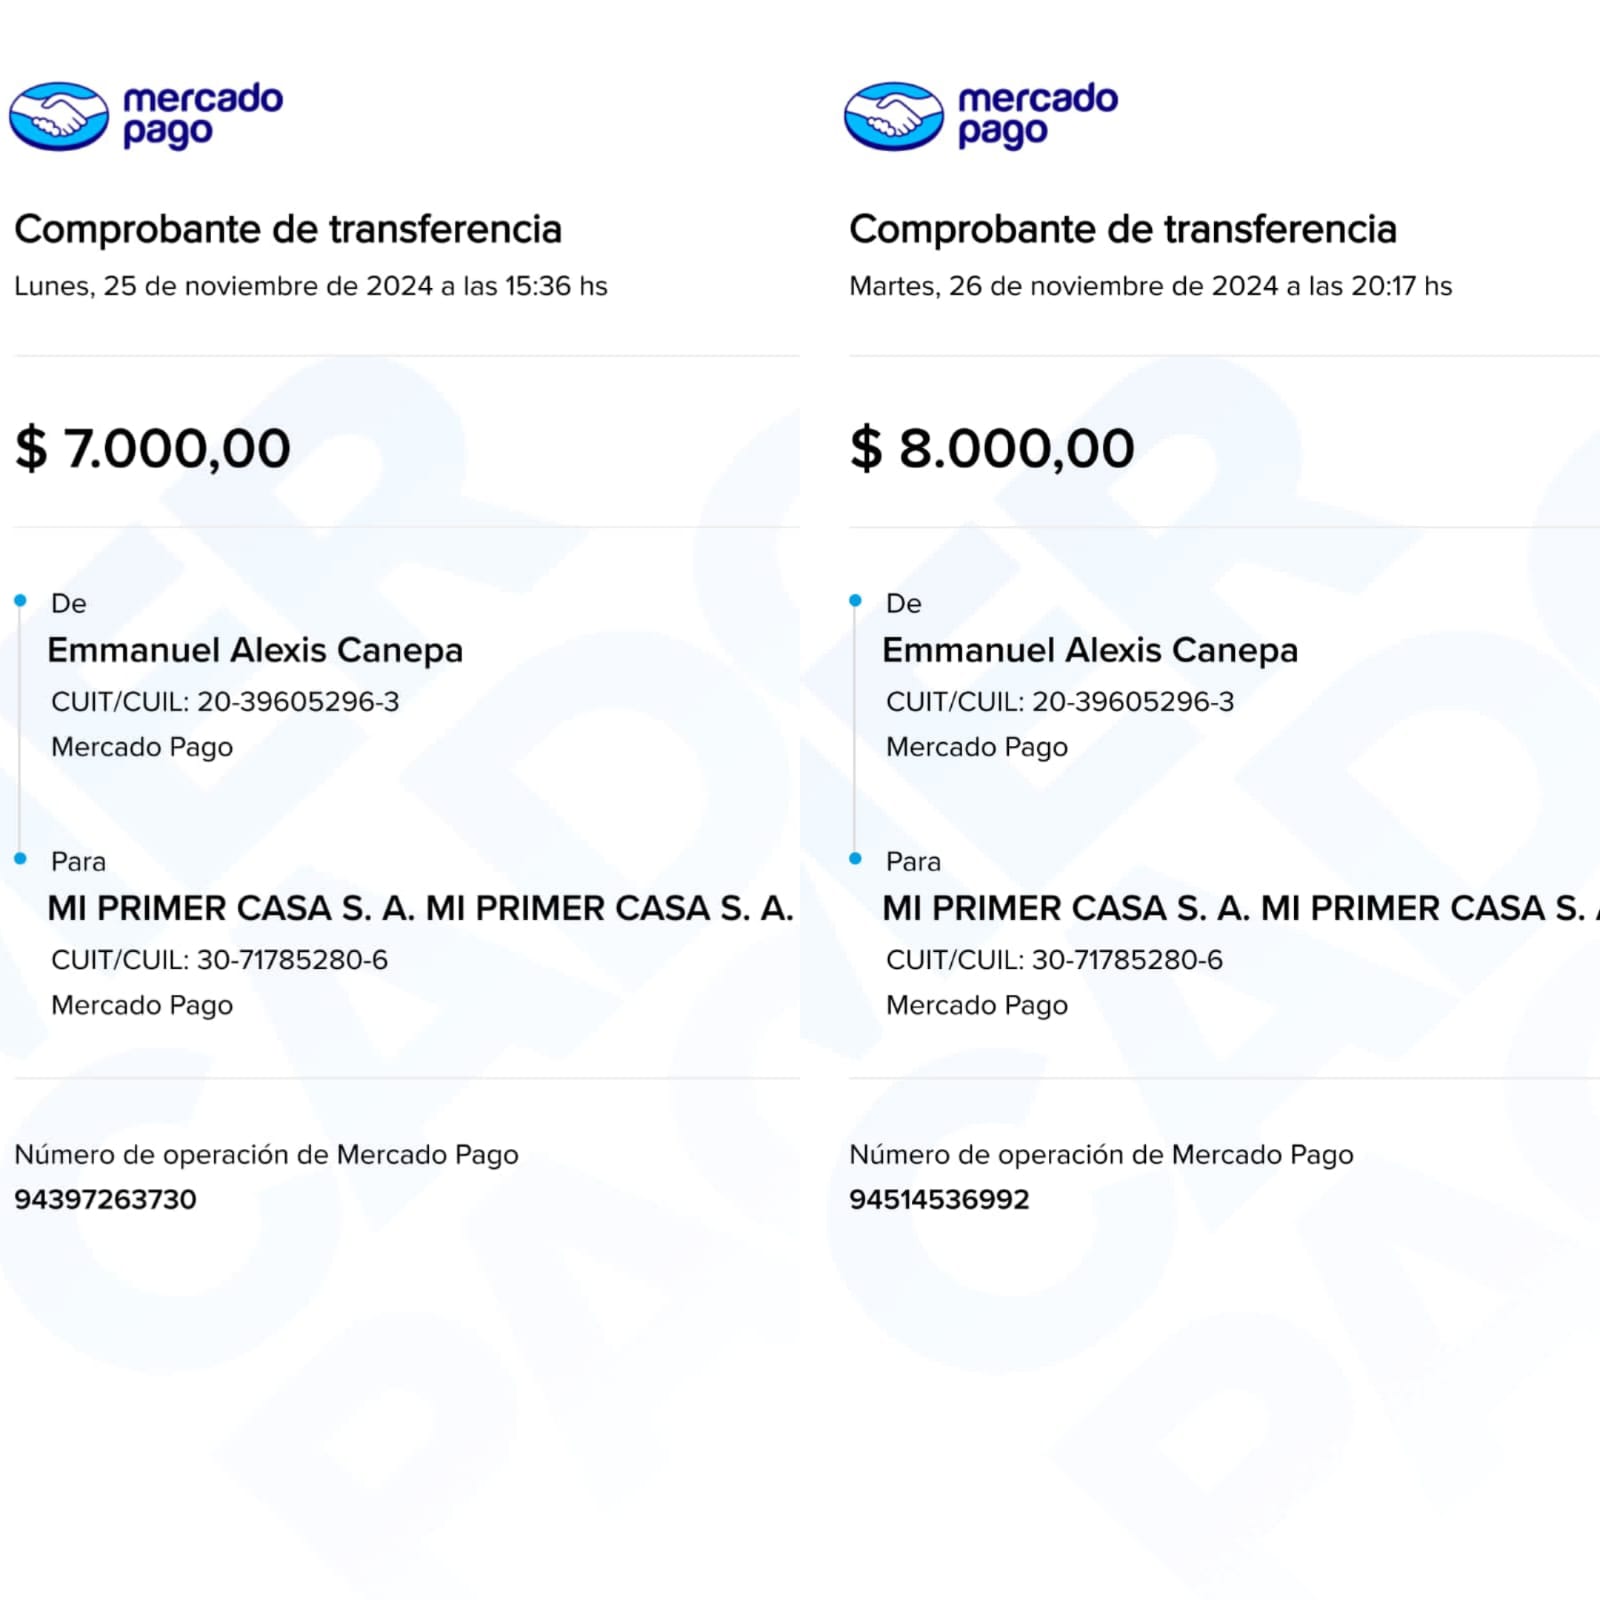 mercado
pago
Comprobante de transferencia
Lunes, 25 de noviembre de 2024 a las 15:36 hs
$ 7.000,00
De
Emmanuel Alexis Canepa
CUIT/CUIL: 20-39605296-3
Mercado Pago
Para
MI PRIMER CASA S. A. MI PRIMER CASA S. A.
CUIT/CUIL: 30-71785280-6
Mercado Pago
Número de operación de Mercado Pago
94397263730
mercado
pago
Comprobante de transferencia
Martes, 26 de noviembre de 2024 a las 20:17 hs
$ 8.000,00
De
Emmanuel Alexis Canepa
CUIT/CUIL: 20-39605296-3
Mercado Pago
Para
MI PRIMER CASA S. A. MI PRIMER CASA S.
CUIT/CUIL: 30-71785280-6
Mercado Pago
Número de operación de Mercado Pago
94514536992